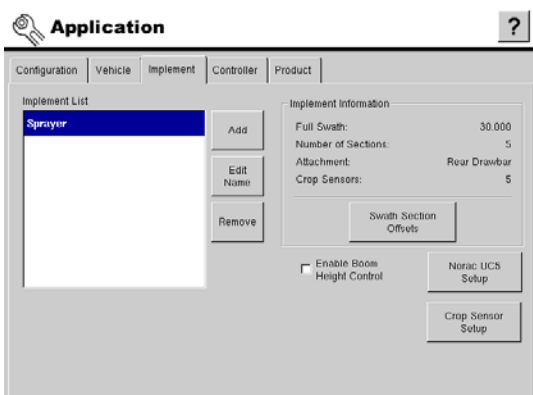 Application
?
Configuration Vehicle Implement Controller Product
Implement List
Sprayer
Add
Edit
Name
Remove
Implement Information
Full Swath: 30.000
Number of Sections: 5
Attachment: Rear Drawbar
Crop Sensors: 5
Swath Section
Offsets
Enable Boom
Height Control
Norac UC5
Setup
Crop Sensor
Setup